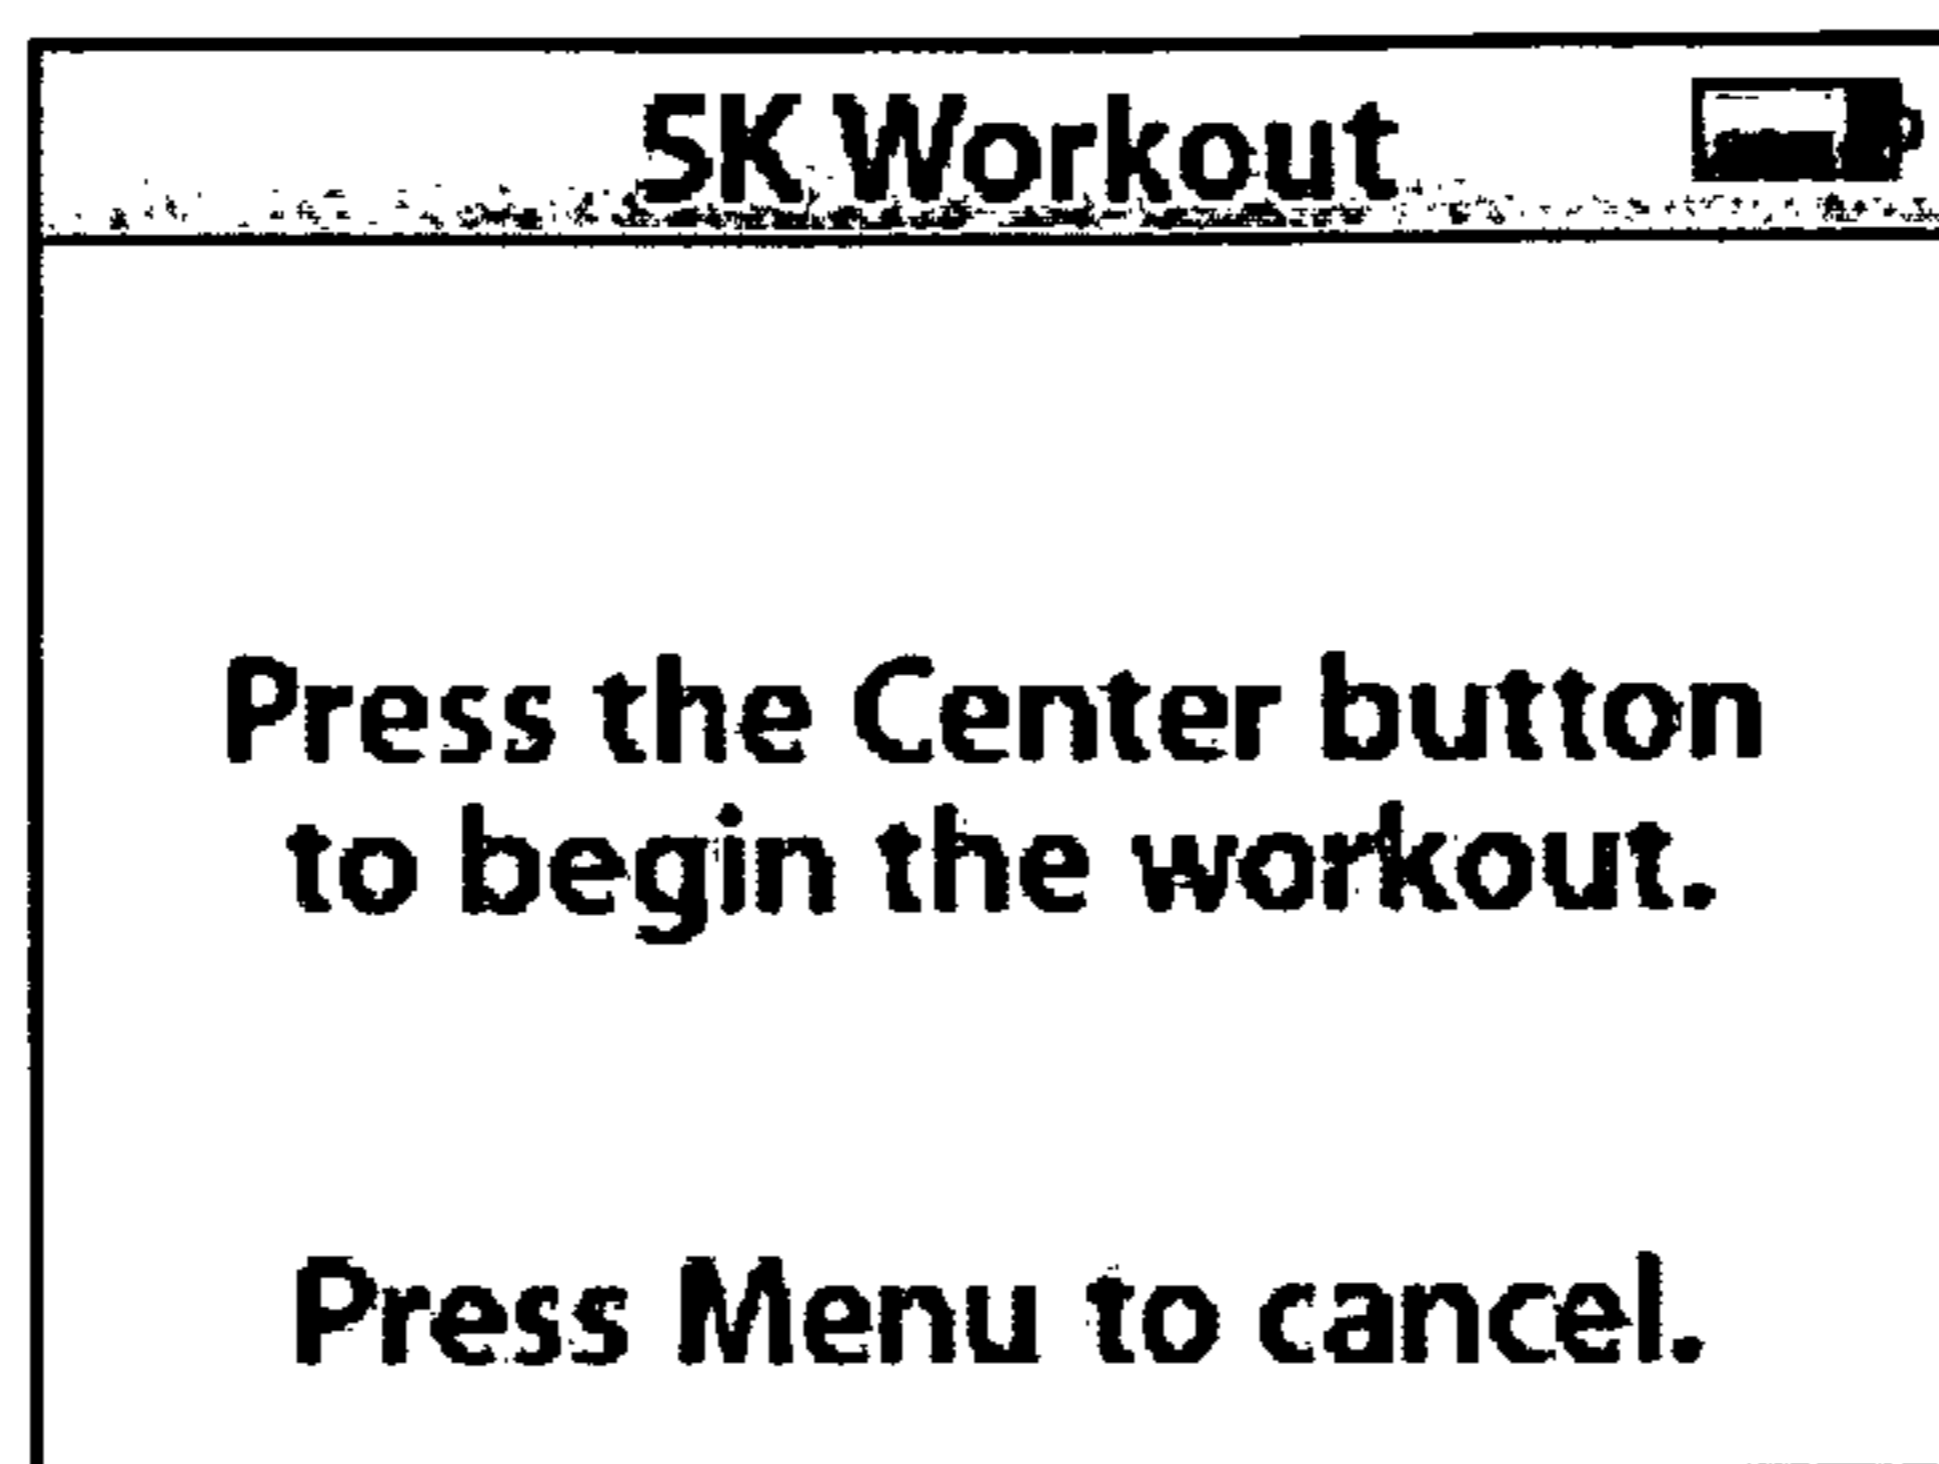 5K Workout
Press the Center button
to begin the workout.
Press Menu to cancel.